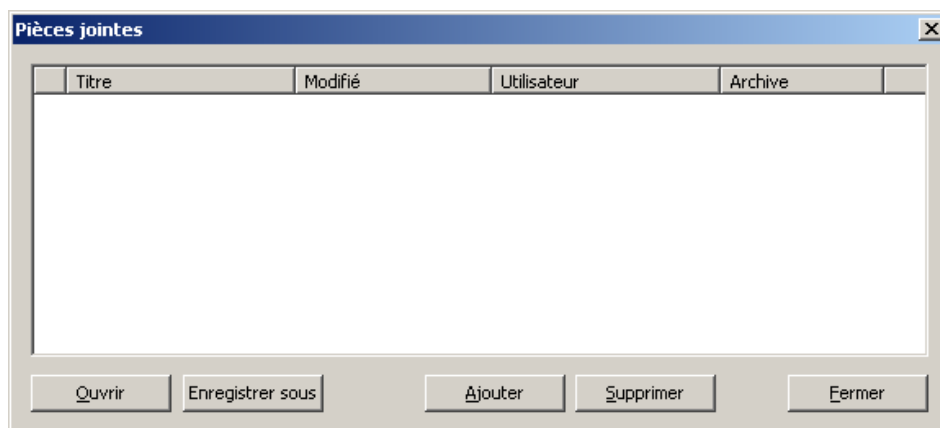 Pièces jointes
Titre Modifié Utilisateur Archive
Ouvrir Enregistrer sous Ajouter Supprimer Fermer